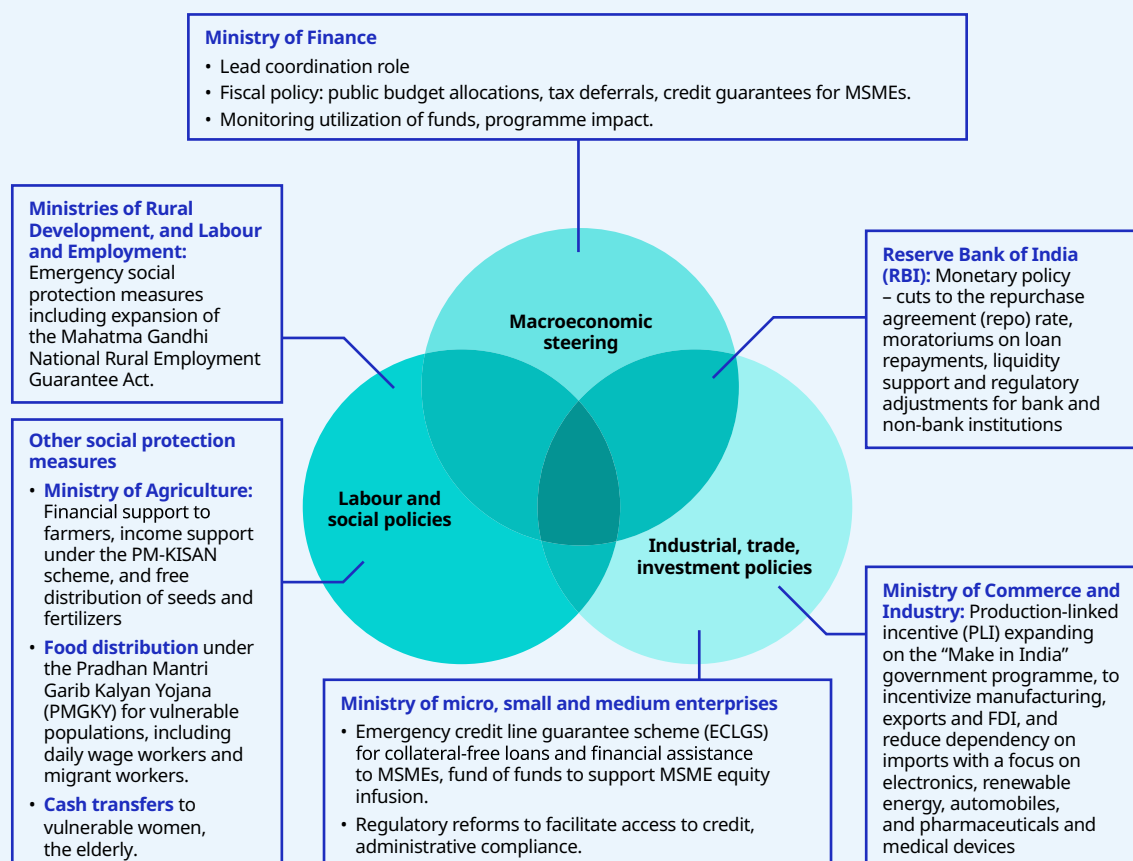 Ministry of Finance
• Lead coordination role
• Fiscal policy: public budget allocations, tax deferrals, credit guarantees for MSMEs.
• Monitoring utilization of funds, programme impact.
Ministries of Rural
Development, and Labour
and Employment:
Emergency social
protection measures
including expansion of
the Mahatma Gandhi
National Rural Employment
Guarantee Act.
Reserve Bank of India
(RBI): Monetary policy
– cuts to the repurchase
agreement (repo) rate,
moratoriums on loan
repayments, liquidity
support and regulatory
adjustments for bank and
non-bank institutions
Macroeconomic
steering
Labour and
social policies
Industrial, trade,
investment policies
Other social protection
measures
• Ministry of Agriculture:
Financial support to
farmers, income support
under the PM-KISAN
scheme, and free
distribution of seeds and
fertilizers
• Food distribution under
the Pradhan Mantri
Garib Kalyan Yojana
(PMGKY) for vulnerable
populations, including
daily wage workers and
migrant workers.
• Cash transfers to
vulnerable women,
the elderly.
Ministry of micro, small and medium enterprises
• Emergency credit line guarantee scheme (ECLGS)
for collateral-free loans and financial assistance
to MSMEs, fund of funds to support MSME equity
infusion.
• Regulatory reforms to facilitate access to credit,
administrative compliance.
Ministry of Commerce and
Industry: Production-linked
incentive (PLI) expanding
on the “Make in India”
government programme, to
incentivize manufacturing,
exports and FDI, and
reduce dependency on
imports with a focus on
electronics, renewable
energy, automobiles,
and pharmaceuticals and
medical devices